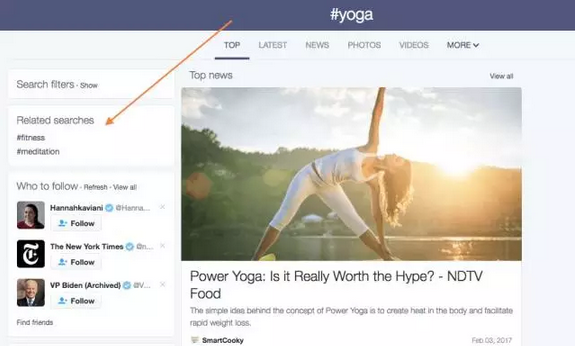 #yoga
TOP LATEST NEWS PHOTOS VIDEOS MORE
Search filters · Show
Related searches
#fitness
#meditation
Who to follow · Refresh · View all
Hannahkaviani @Hanna...
Follow
The New York Times @n...
Follow
VP Biden (Archived) @V...
Follow
Find friends
Top news View all
Power Yoga: Is it Really Worth the Hype? - NDTV
Food
The simple idea behind the concept of Power Yoga is to create heat in the body and facilitate
rapid weight loss.
SmartCooky Feb 03, 2017